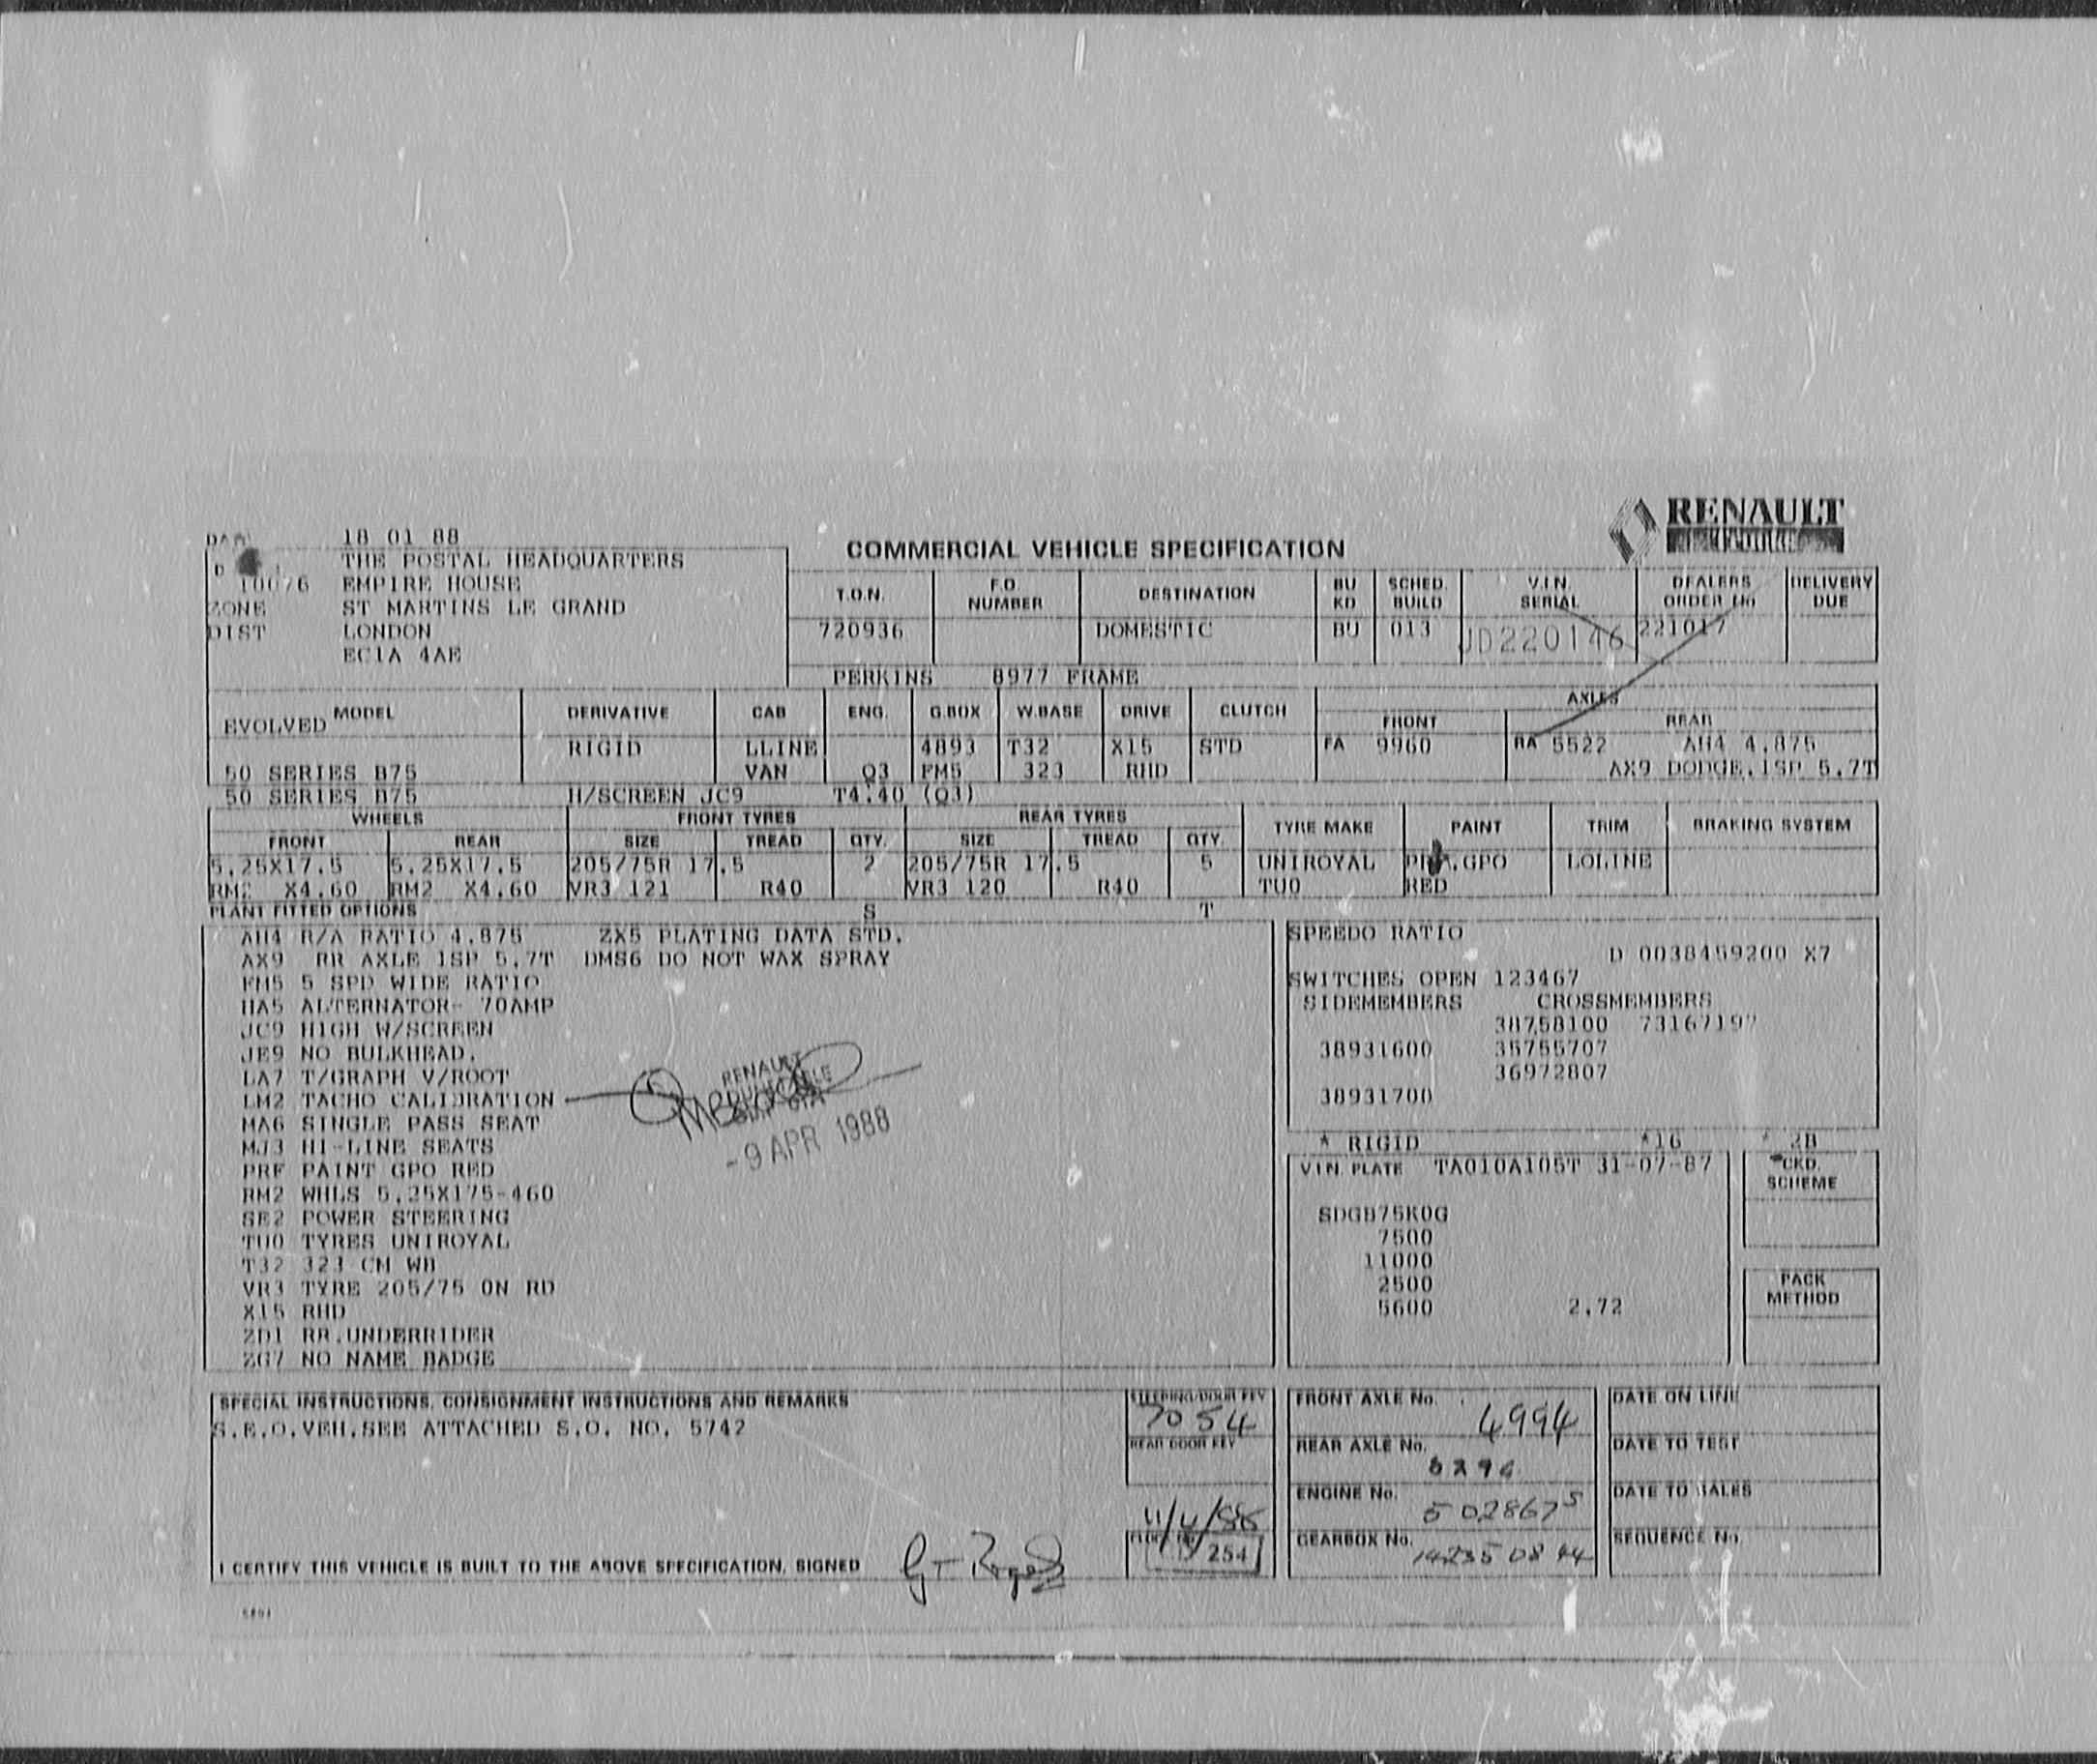 RENAULT
18 01 88
THE POSTAL HEADQUARTERS
10076 EMPIRE HOUSE
ZONE ST MARTINS LE GRAND
DIST LONDON
EC1A 4AE
COMMERCIAL VEHICLE SPECIFICATION
T.O.N. F.O. NUMBER DESTINATION BU KD SCHED. BUILD V.I.N. SERIAL DEALERS ORDER No DELIVERY DUE
720936 DOMESTIC BU 013 JD220146 221017
PERKINS 8977 FRAME
MODEL DERIVATIVE CAB ENG. G.BOX W.BASE DRIVE CLUTCH AXLES
FRONT REAR
EVOLVED
RIGID LLINE 4893 T32 X15 STD FA 9960 RA 5522 AH4 4.875
50 SERIES B75 VAN Q3 FM5 323 RHD AX9 DODGE.1SP 5.7T
50 SERIES B75 H/SCREEN JC9 T4.40 (Q3)
WHEELS FRONT TYRES REAR TYRES TYRE MAKE PAINT TRIM BRAKING SYSTEM
FRONT REAR SIZE TREAD QTY. SIZE TREAD QTY.
5.25X17.5 5.25X17.5 205/75R 17.5 2 205/75R 17.5 5 UNIROYAL GPO LOLINE
RM2 X4.60 RM2 X4.60 VR3 121 R40 VR3 120 R40 TU0 RED
PLANT FITTED OPTIONS S T
AH4 R/A RATIO 4.875 ZX5 PLATING DATA STD.
AX9 RR AXLE 1SP 5.7T DMS6 DO NOT WAX SPRAY
FM5 5 SPD WIDE RATIO
HA5 ALTERNATOR- 70AMP
JC9 HIGH W/SCREEN
JE9 NO BULKHEAD.
LA7 T/GRAPH V/ROOT
LM2 TACHO CALIBRATION
MA6 SINGLE PASS SEAT
MJ3 HI-LINE SEATS
PRF PAINT GPO RED
RM2 WHLS 5.25X175-460
SE2 POWER STEERING
TU0 TYRES UNIROYAL
T32 323 CM WB
VR3 TYRE 205/75 ON RD
X15 RHD
ZD1 RR.UNDERRIDER
ZG7 NO NAME BADGE
RENAULT
-9 APR 1988
SPEEDO RATIO
D 0038459200 X7
SWITCHES OPEN 123467
SIDEMEMBERS CROSSMEMBERS
38758100
38931600 35755707
36972807
38931700
* RIGID *16 * 2B
VIN. PLATE TA010A105T 31-07-87
CKD. SCHEME
SDGB75K0G
7500
11000
2500
5600 2.72
PACK METHOD
SPECIAL INSTRUCTIONS, CONSIGNMENT INSTRUCTIONS AND REMARKS
S.E.O.VEH.SEE ATTACHED S.O. NO. 5742
STEERING/DOOR KEY
7054
REAR DOOR KEY
11/4/88
254
FRONT AXLE No. 4994
REAR AXLE No.
ENGINE No. 5028675
GEARBOX No.
DATE ON LINE
DATE TO TEST
DATE TO SALES
SEQUENCE No.
I CERTIFY THIS VEHICLE IS BUILT TO THE ABOVE SPECIFICATION, SIGNED